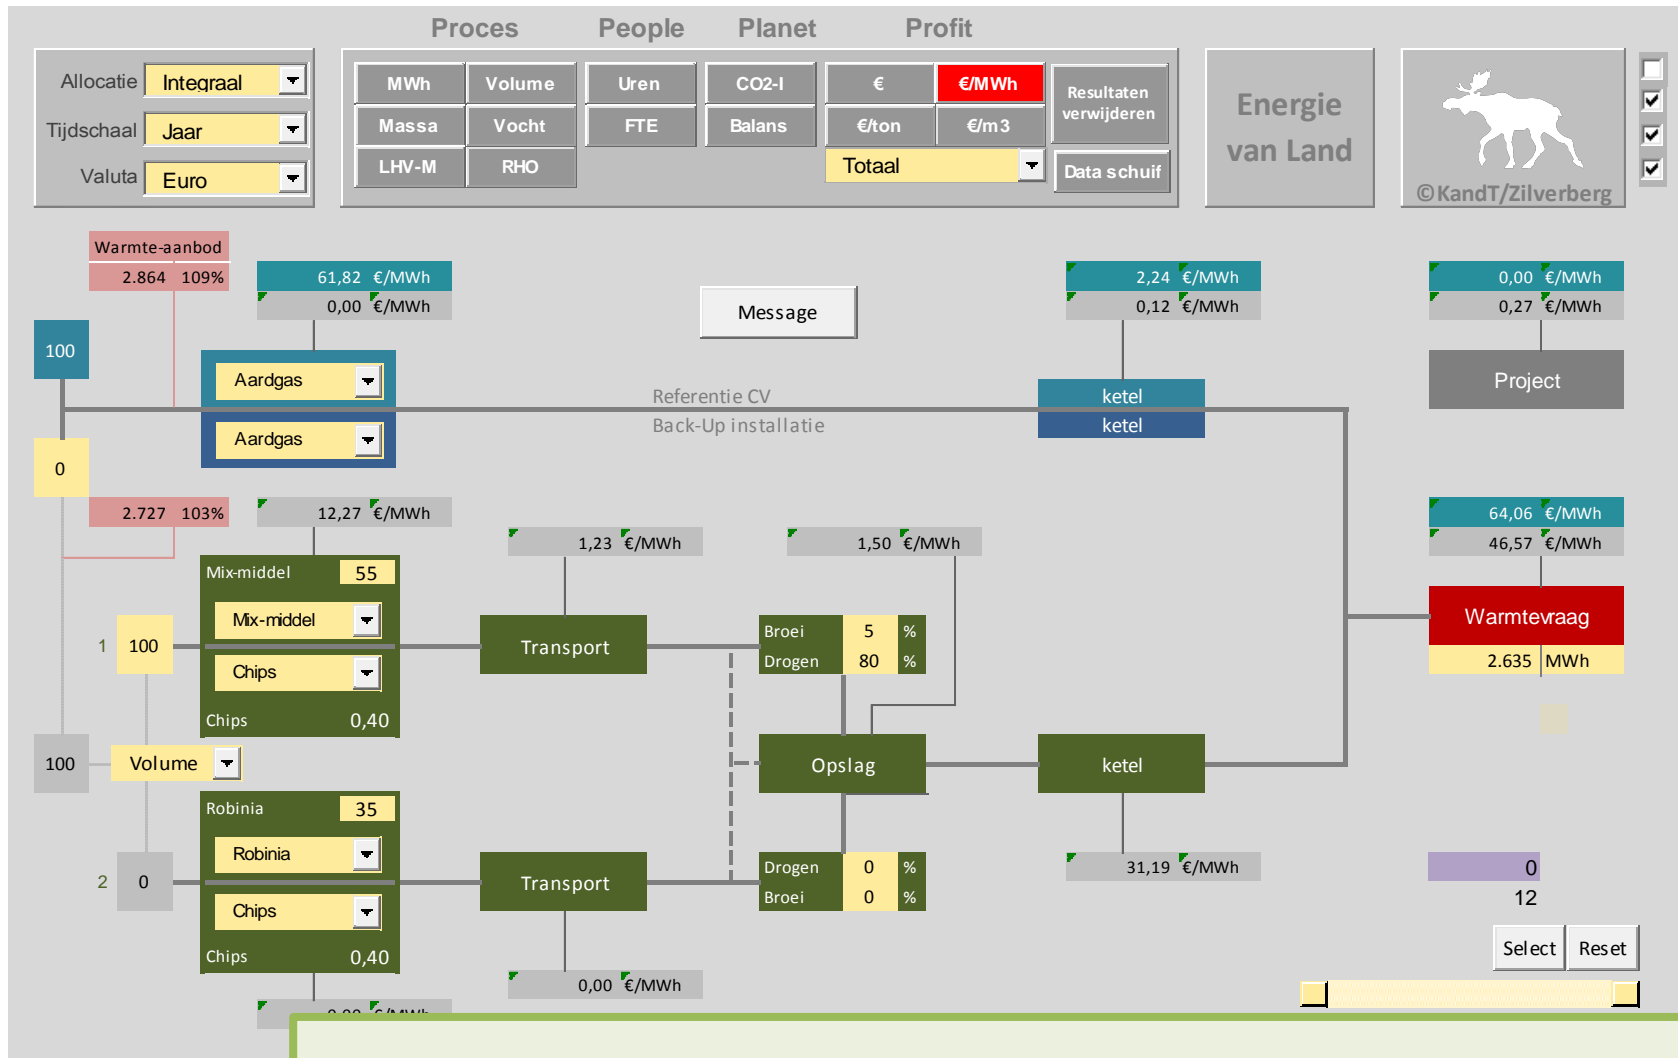 Proces People Planet Profit
Allocatie Integraal
Tijdschaal Jaar
Valuta Euro
MWh Volume Uren CO2-I € €/MWh
Massa Vocht FTE Balans €/ton €/m3
LHV-M RHO Totaal
Resultaten
verwijderen
Data schuif
Energie
van Land
©KandT/Zilverberg
Warmte-aanbod
2.864 109%
61,82 €/MWh
0,00 €/MWh
Message
2,24 €/MWh
0,12 €/MWh
0,00 €/MWh
0,27 €/MWh
100
Aardgas
Referentie CV
ketel
Project
Aardgas
Back-Up installatie
ketel
0
2.727 103%
12,27 €/MWh
1,23 €/MWh
1,50 €/MWh
64,06 €/MWh
46,57 €/MWh
Mix-middel 55
Mix-middel
1 100
Chips
Chips 0,40
Transport
Broei 5 %
Drogen 80 %
Warmtevraag
2.635 MWh
100 Volume
Opslag
ketel
Robinia 35
Robinia
2 0
Chips
Chips 0,40
Transport
Drogen 0 %
Broei 0 %
31,19 €/MWh
0
12
Select Reset
0,00 €/MWh
0,00 €/MWh